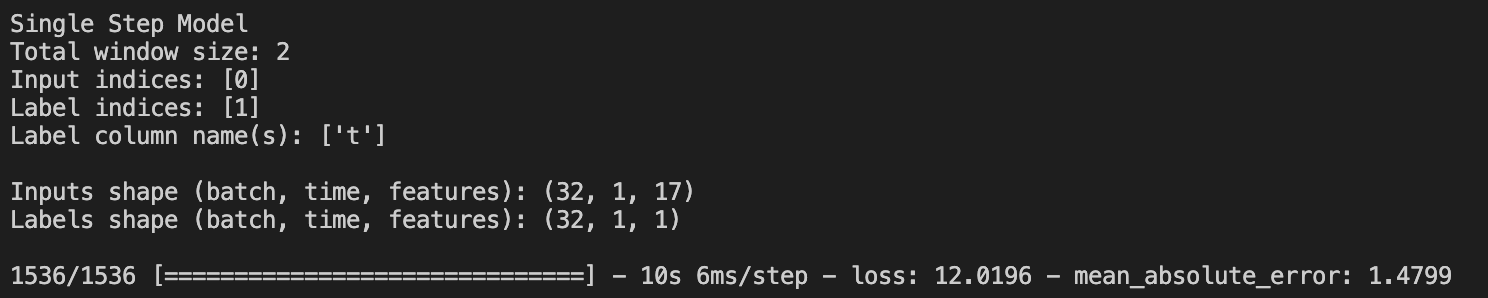 Single Step Model
Total window size: 2
Input indices: [0]
Label indices: [1]
Label column name(s): ['t']
Inputs shape (batch, time, features): (32, 1, 17)
Labels shape (batch, time, features): (32, 1, 1)
1536/1536 [==============================] - 10s 6ms/step - loss: 12.0196 - mean_absolute_error: 1.4799